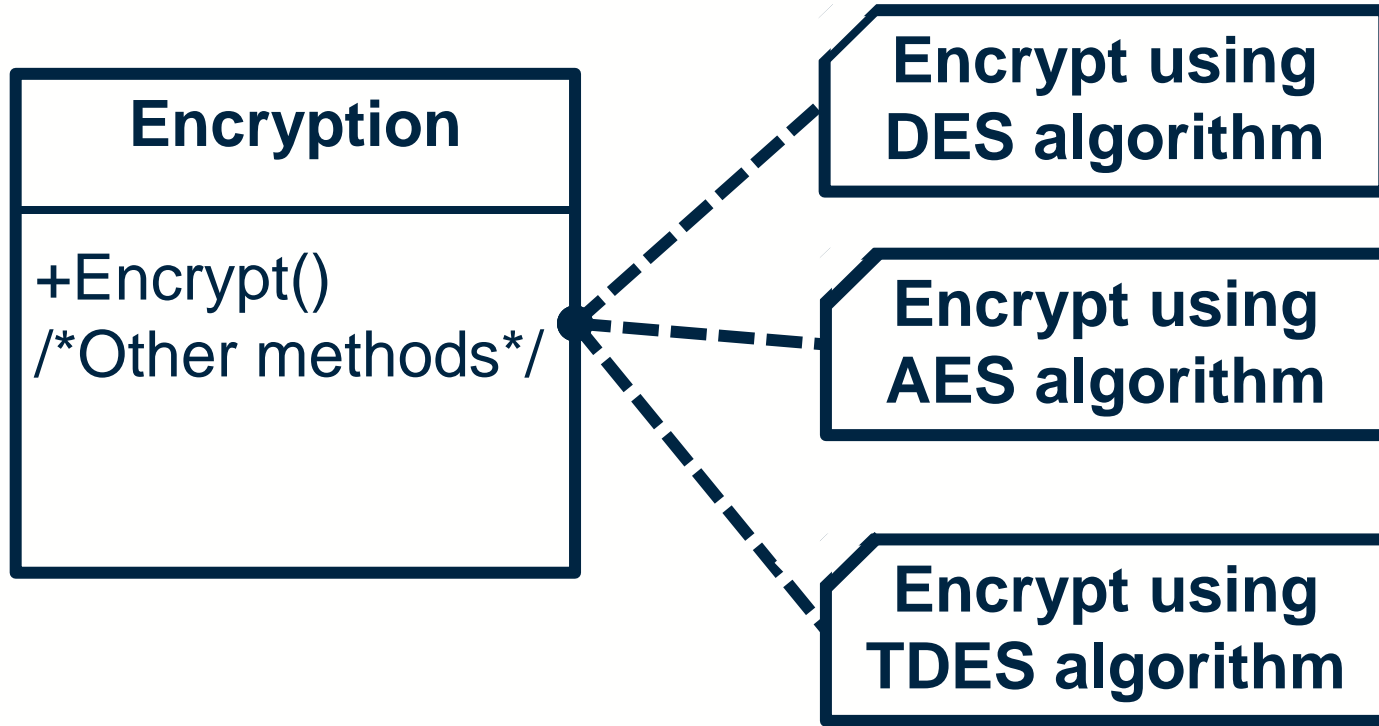 Encryption
+Encrypt()
/*Other methods*/
Encrypt using
DES algorithm
Encrypt using
AES algorithm
Encrypt using
TDES algorithm